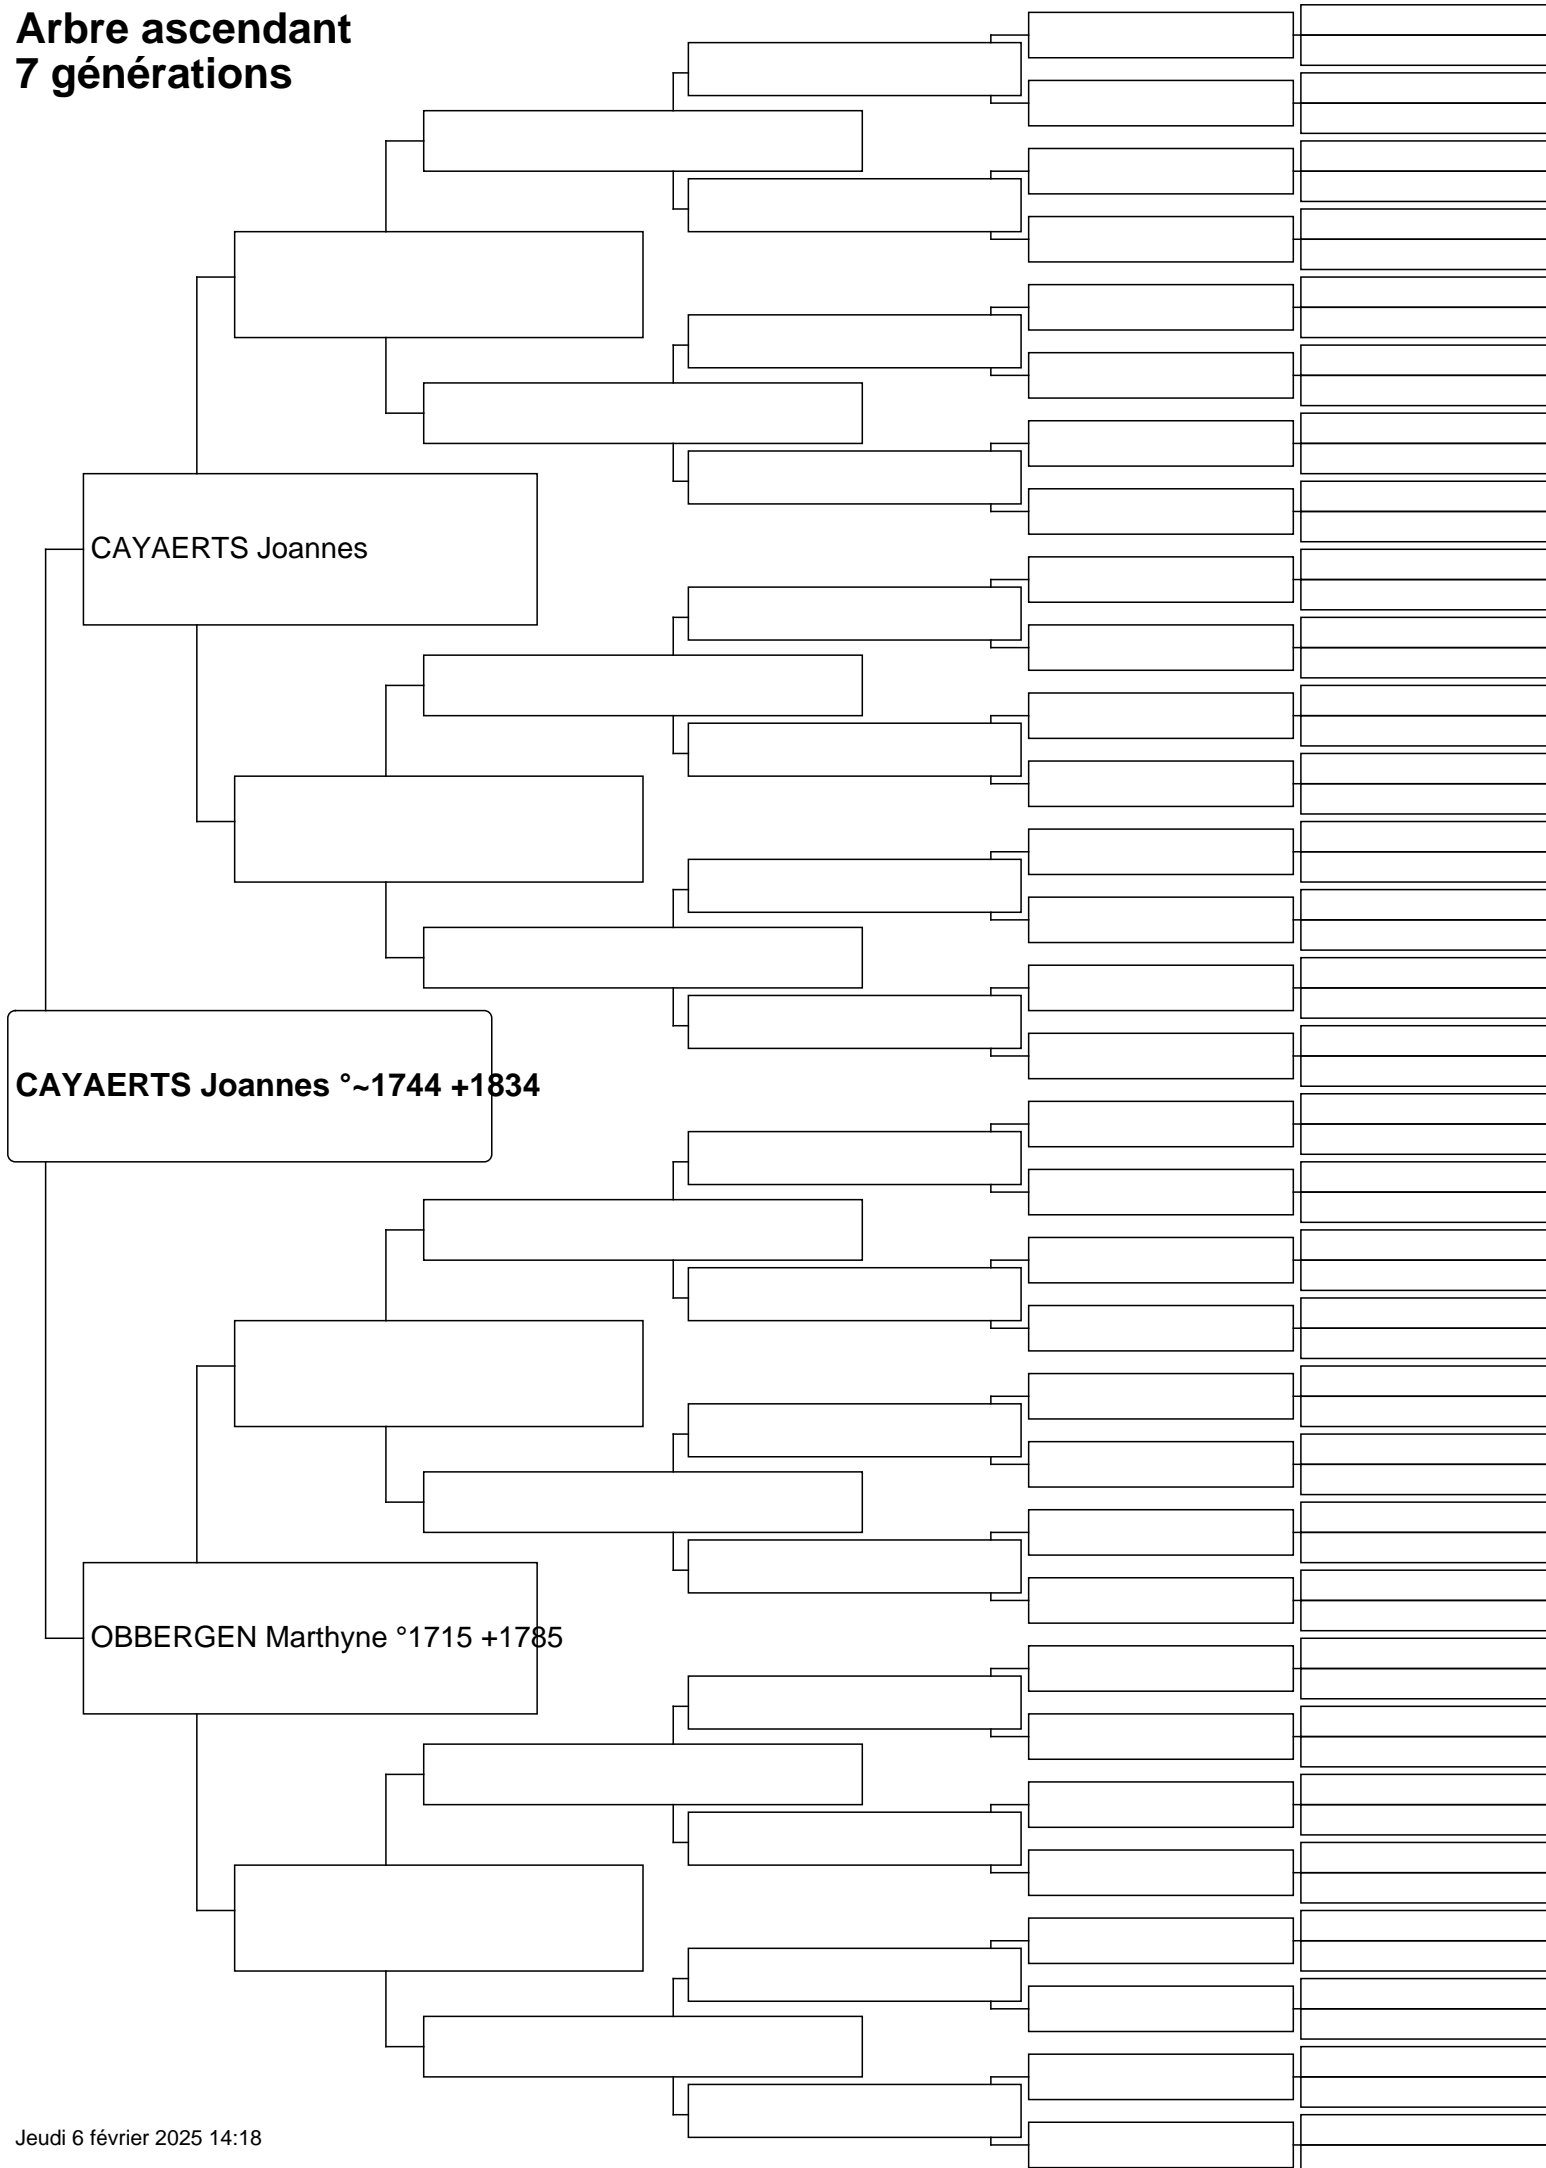 Arbre ascendant
7 générations
CAYAERTS Joannes
CAYAERTS Joannes °~1744 +1834
OBBERGEN Marthyne °1715 +1785
Jeudi 6 février 2025 14:18